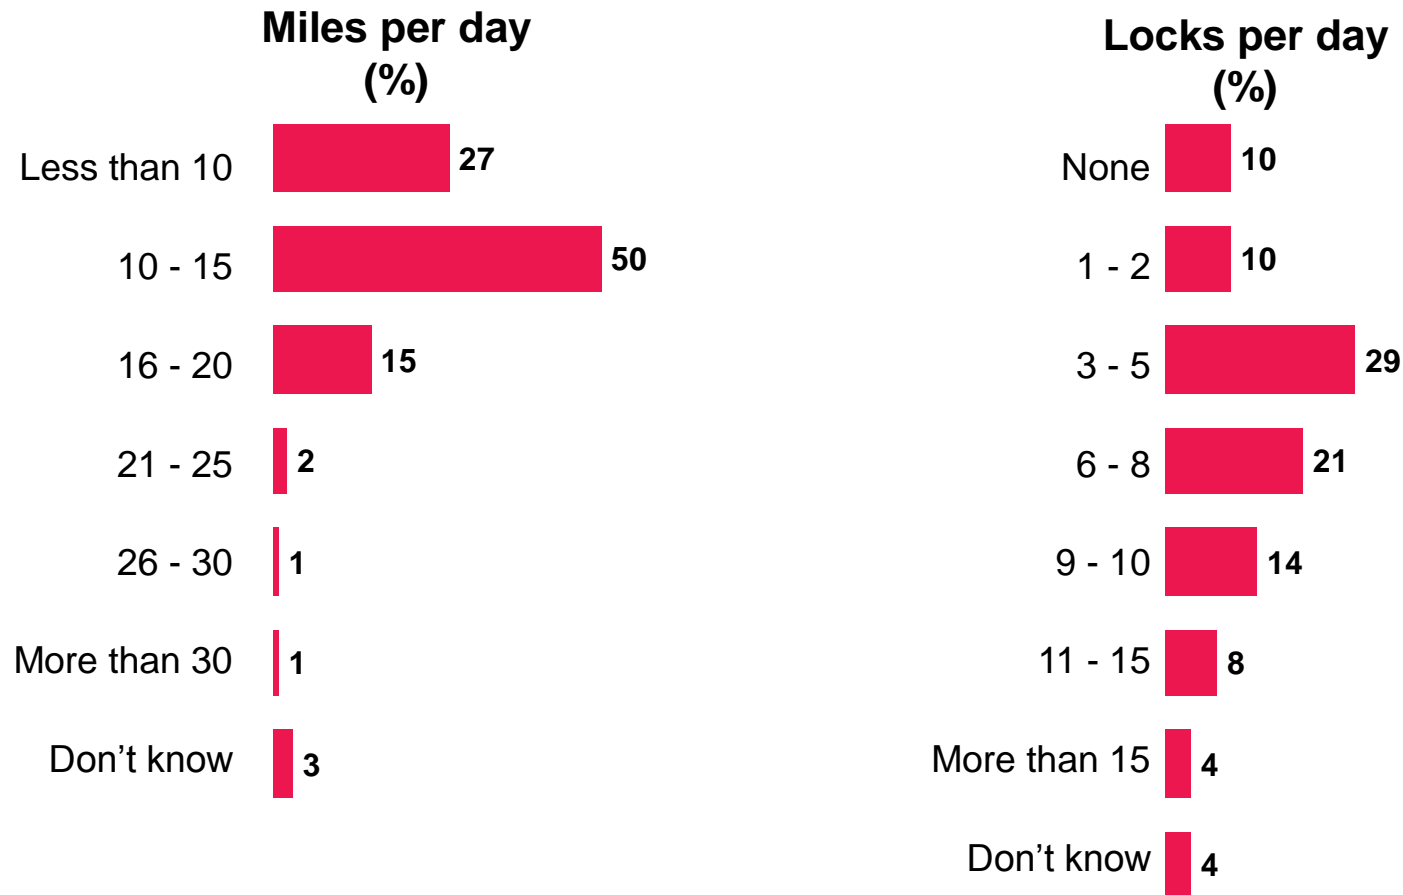 Miles per day
(%)
Less than 10 27
10 - 15 50
16 - 20 15
21 - 25 2
26 - 30 1
More than 30 1
Don’t know 3
Locks per day
(%)
None 10
1 - 2 10
3 - 5 29
6 - 8 21
9 - 10 14
11 - 15 8
More than 15 4
Don’t know 4